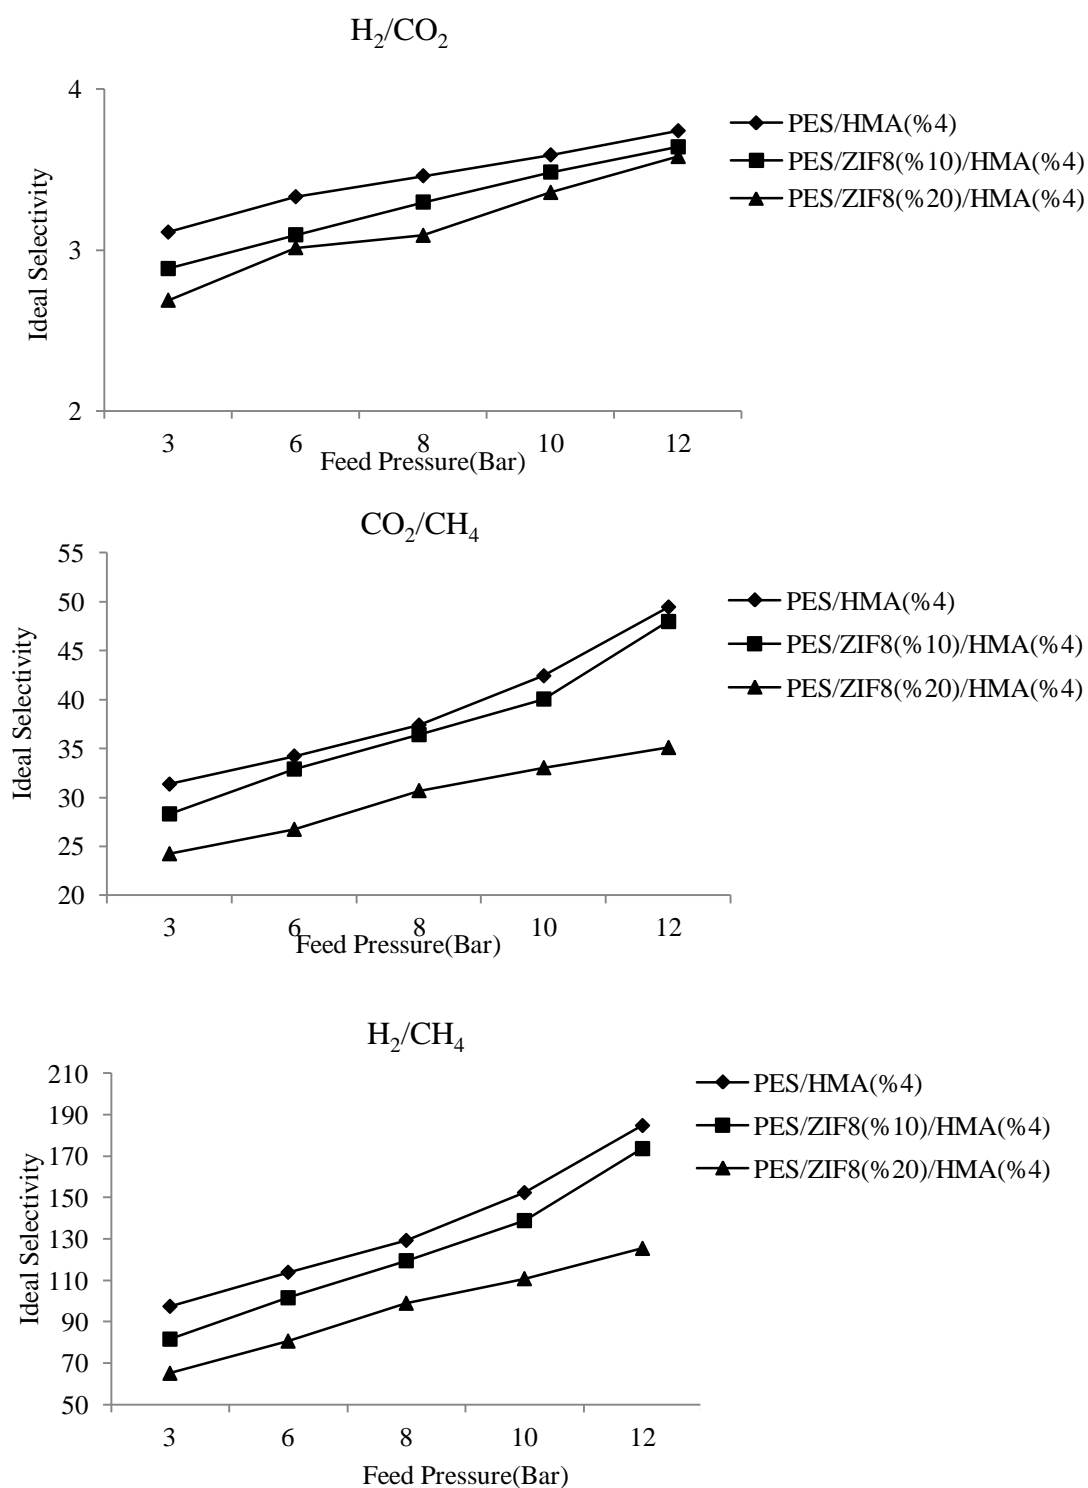 H₂/CO₂
4
3
2
Ideal Selectivity
PES/HMA(%4)
PES/ZIF8(%10)/HMA(%4)
PES/ZIF8(%20)/HMA(%4)
3 6 8 10 12
Feed Pressure(Bar)
CO₂/CH₄
55
50
45
40
35
30
25
20
Ideal Selectivity
PES/HMA(%4)
PES/ZIF8(%10)/HMA(%4)
PES/ZIF8(%20)/HMA(%4)
3 6 8 10 12
Feed Pressure(Bar)
H₂/CH₄
210
190
170
150
130
110
90
70
50
Ideal Selectivity
PES/HMA(%4)
PES/ZIF8(%10)/HMA(%4)
PES/ZIF8(%20)/HMA(%4)
3 6 8 10 12
Feed Pressure(Bar)